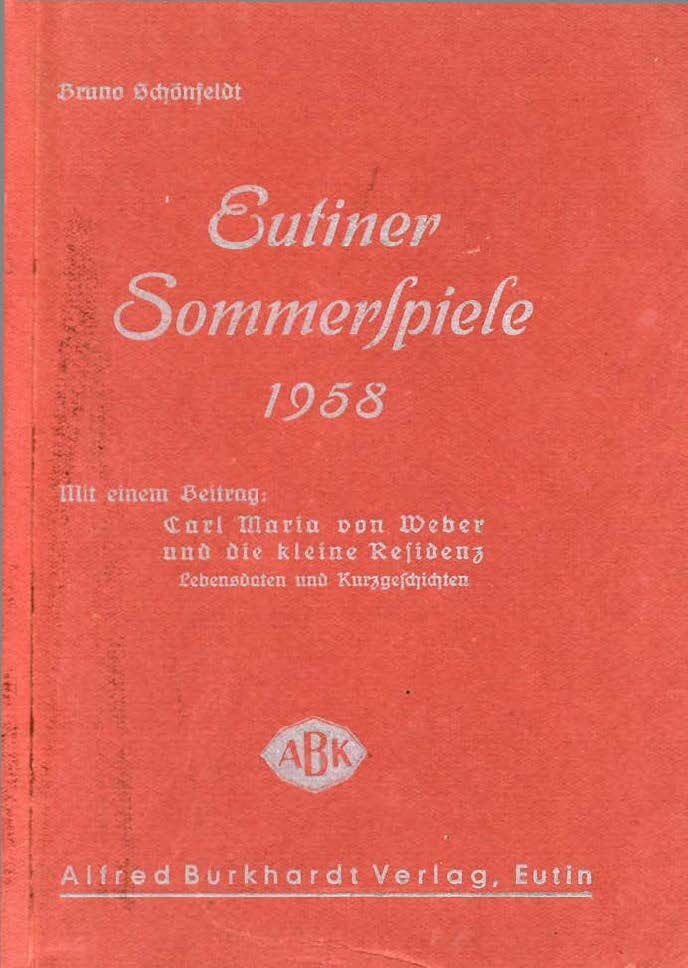 Bruno Schönfeldt
Eutiner
Sommerſpiele
1958
Mit einem Beitrag:
Carl Maria von Weber
und die kleine Reſidenz
Lebensdaten und Kurzgeſchichten
ABK
Alfred Burkhardt Verlag, Eutin